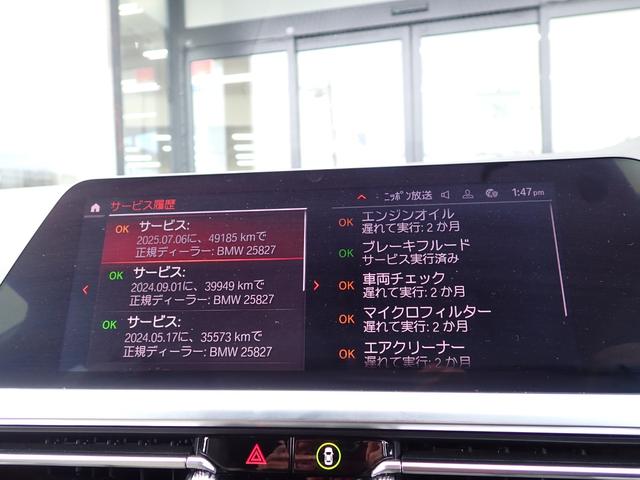 サービス履歴
ニッポン放送
1:47pm
OK サービス:
2025.07.06に、49185 kmで
正規ディーラー: BMW 25827
OK サービス:
2024.09.01に、39949 kmで
正規ディーラー: BMW 25827
OK サービス:
2024.05.17に、35573 kmで
正規ディーラー: BMW 25827
OK エンジンオイル
遅れて実行: 2 か月
OK ブレーキフルード
サービス実行済み
OK 車両チェック
遅れて実行: 2 か月
OK マイクロフィルター
遅れて実行: 2 か月
OK エアクリーナー
遅れて実行: 2 か月